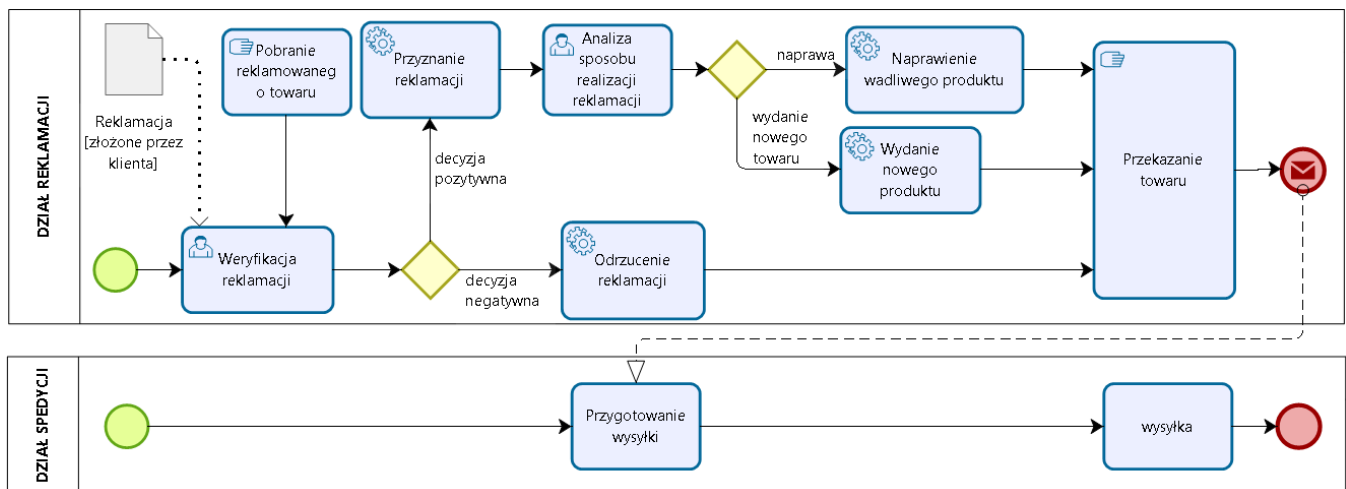 DZIAŁ REKLAMACJI
Reklamacja
[złożone przez
klienta]
Pobranie
reklamowaneg
o towaru
Weryfikacja
reklamacji
Przyznanie
reklamacji
decyzja
pozytywna
decyzja
negatywna
Analiza
sposobu
realizacji
reklamacji
Odrzucenie
reklamacji
naprawa
wydanie
nowego
towaru
Naprawienie
wadliwego produktu
Wydanie
nowego
produktu
Przekazanie
towaru
DZIAŁ SPEDYCJI
Przygotowanie
wysyłki
wysyłka